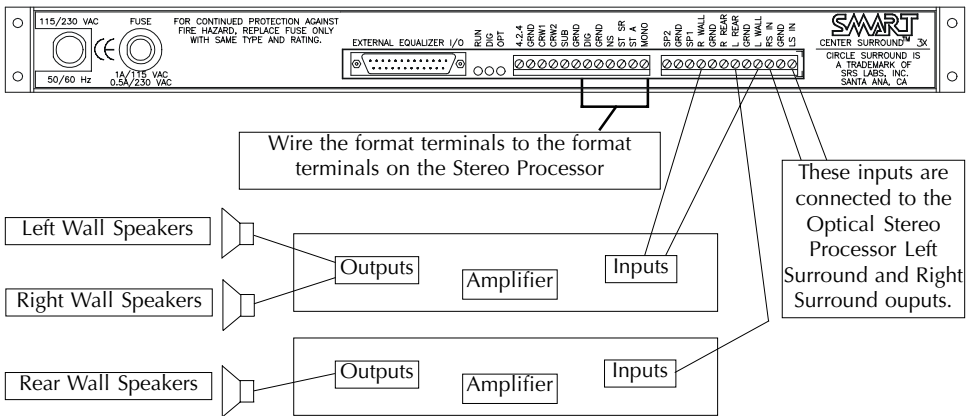 115/230 VAC
FUSE
50/60 Hz
1A/115 VAC
0.5A/230 VAC
FOR CONTINUED PROTECTION AGAINST
FIRE HAZARD, REPLACE FUSE ONLY
WITH SAME TYPE AND RATING.
EXTERNAL EQUALIZER I/O
RUN
DIG
OPT
4.2.4
GRND
CRW1
CRW2
SUB
GRND
DIG
GRND
NS
ST SR
ST A
MONO
SP2
GRND
SP1
R WALL
GRND
R REAR
L REAR
GRND
L WALL
RS IN
GRND
LS IN
SMART
CENTER SURROUND™ 3X
CIRCLE SURROUND IS
A TRADEMARK OF
SRS LABS. INC.
SANTA ANA, CA
Wire the format terminals to the format
terminals on the Stereo Processor
These inputs are
connected to the
Optical Stereo
Processor Left
Surround and Right
Surround ouputs.
Left Wall Speakers
Right Wall Speakers
Outputs
Amplifier
Inputs
Rear Wall Speakers
Outputs
Amplifier
Inputs